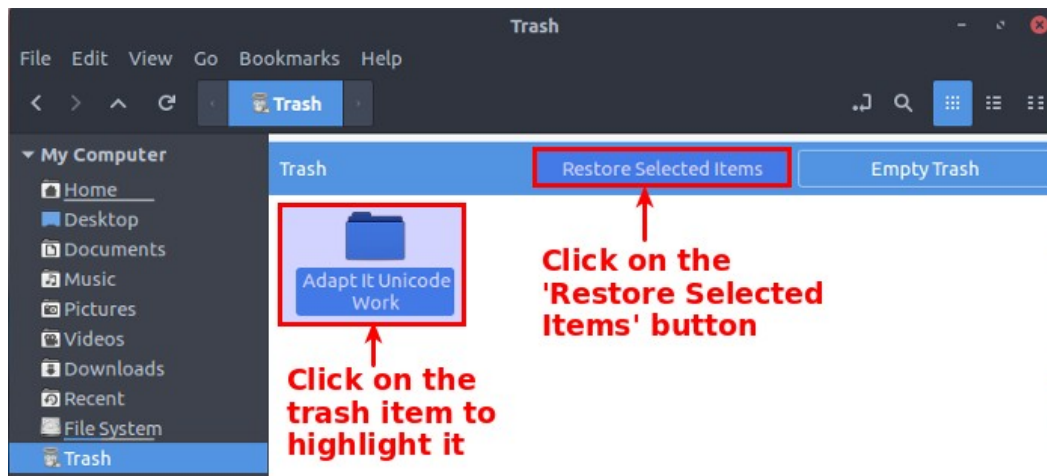 Trash
File Edit View Go Bookmarks Help
Trash
My Computer
Home
Desktop
Documents
Music
Pictures
Videos
Downloads
Recent
File System
Trash
Trash Restore Selected Items Empty Trash
Adapt It Unicode
Work
Click on the
'Restore Selected
Items' button
Click on the
trash item to
highlight it